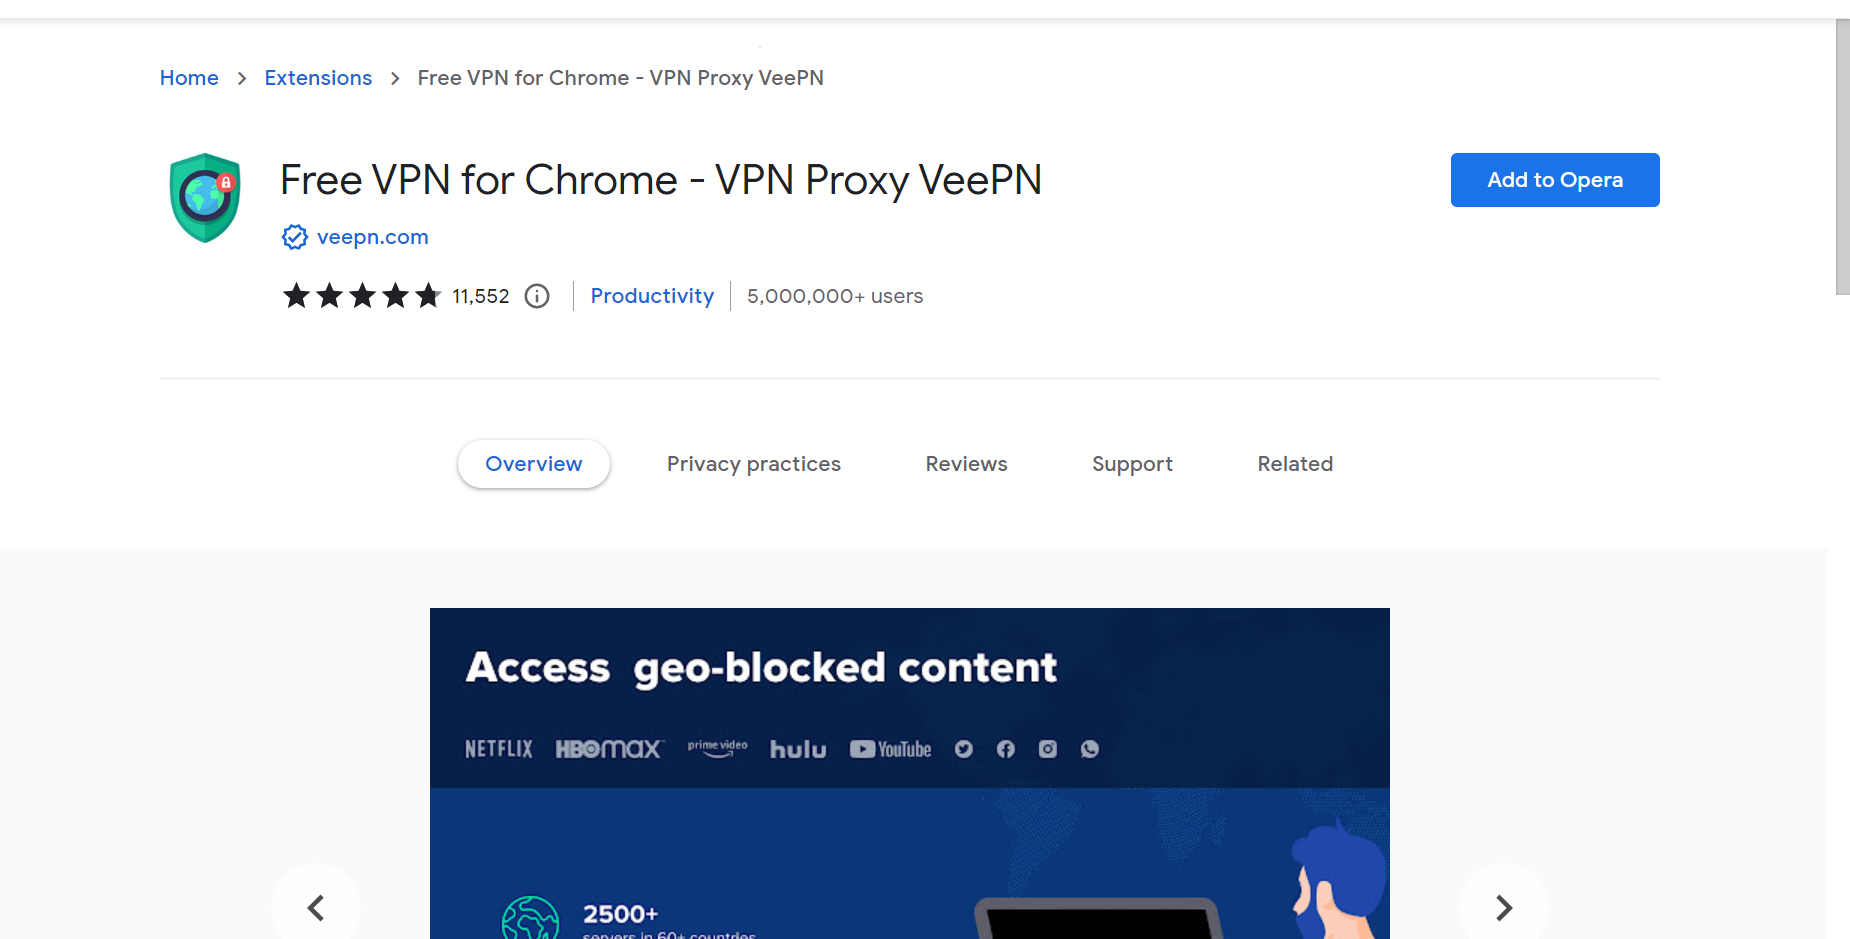 Home > Extensions > Free VPN for Chrome - VPN Proxy VeePN
Free VPN for Chrome - VPN Proxy VeePN
Add to Opera
veepn.com
11,552
Productivity
5,000,000+ users
Overview
Privacy practices
Reviews
Support
Related
Access geo-blocked content
NETFLIX HBOMAX prime video hulu YouTube
2500+
servers in 60+ countries